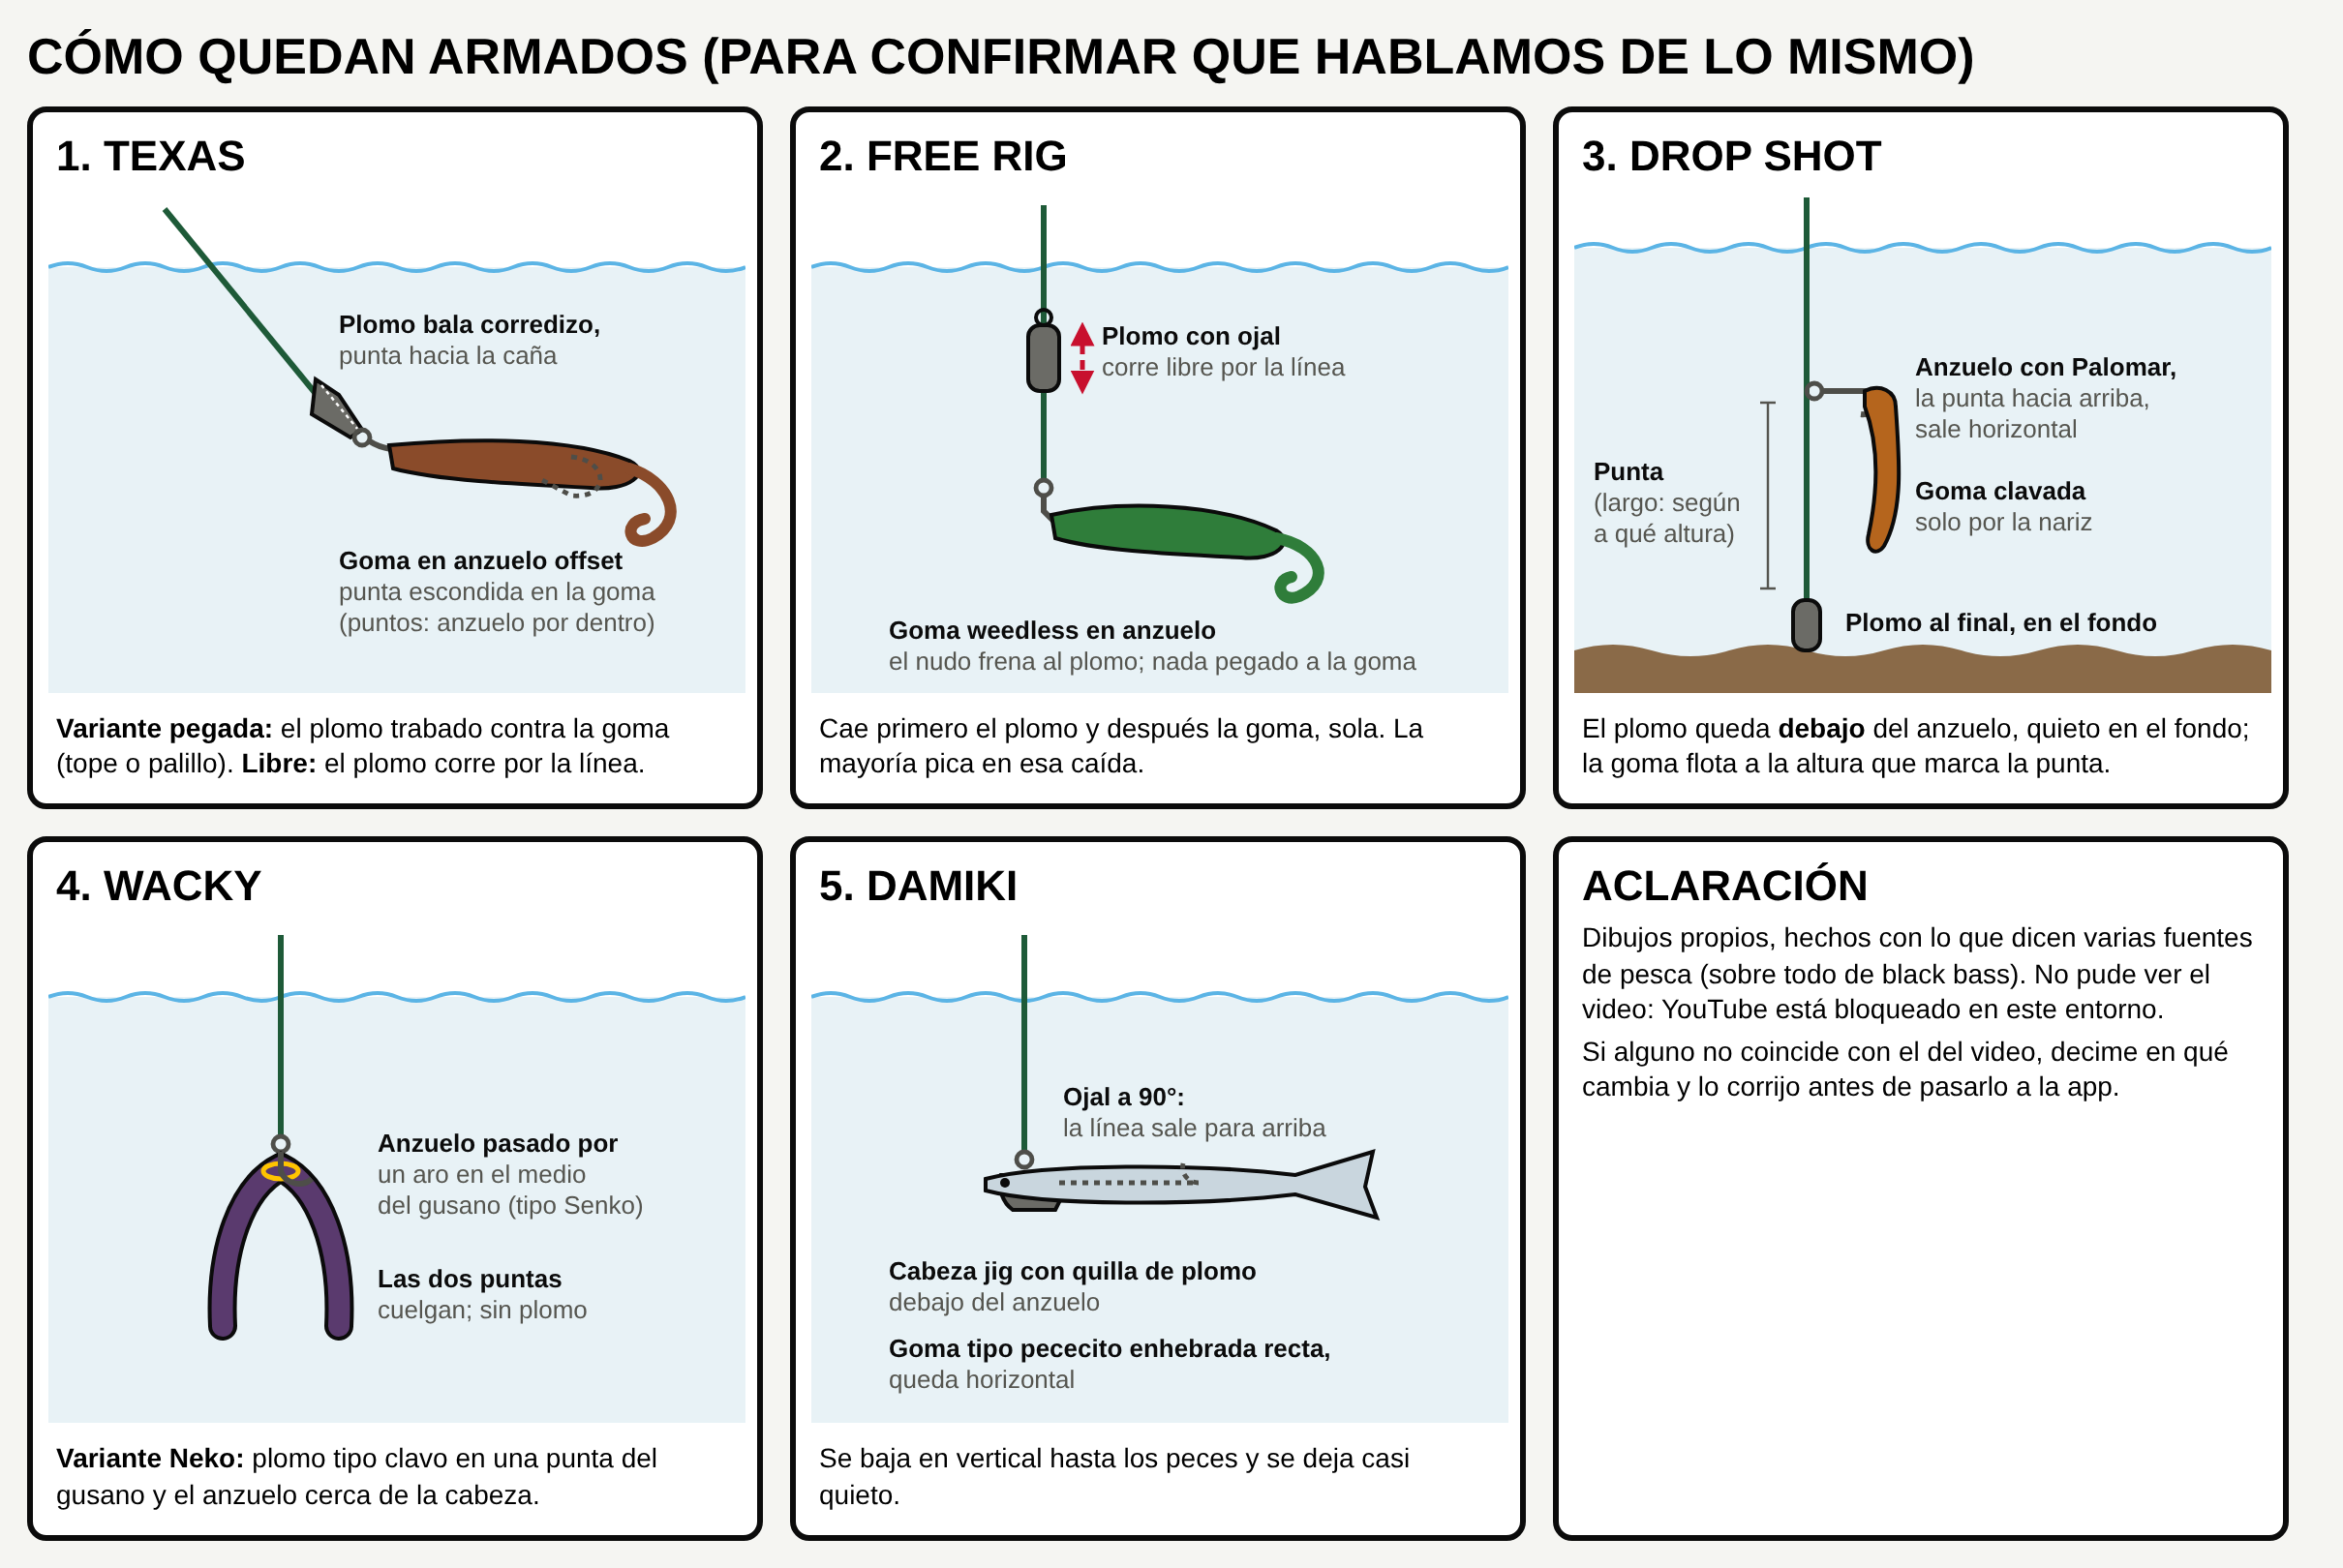 CÓMO QUEDAN ARMADOS (PARA CONFIRMAR QUE HABLAMOS DE LO MISMO)
1. TEXAS
Plomo bala corredizo,
punta hacia la caña
Goma en anzuelo offset
punta escondida en la goma
(puntos: anzuelo por dentro)
Variante pegada: el plomo trabado contra la goma
(tope o palillo). Libre: el plomo corre por la línea.
2. FREE RIG
Plomo con ojal
corre libre por la línea
Goma weedless en anzuelo
el nudo frena al plomo; nada pegado a la goma
Cae primero el plomo y después la goma, sola. La
mayoría pica en esa caída.
3. DROP SHOT
Anzuelo con Palomar,
la punta hacia arriba,
sale horizontal
Punta
(largo: según
a qué altura)
Goma clavada
solo por la nariz
Plomo al final, en el fondo
El plomo queda debajo del anzuelo, quieto en el fondo;
la goma flota a la altura que marca la punta.
4. WACKY
Anzuelo pasado por
un aro en el medio
del gusano (tipo Senko)
Las dos puntas
cuelgan; sin plomo
Variante Neko: plomo tipo clavo en una punta del
gusano y el anzuelo cerca de la cabeza.
5. DAMIKI
Ojal a 90°:
la línea sale para arriba
Cabeza jig con quilla de plomo
debajo del anzuelo
Goma tipo pececito enhebrada recta,
queda horizontal
Se baja en vertical hasta los peces y se deja casi
quieto.
ACLARACIÓN
Dibujos propios, hechos con lo que dicen varias fuentes
de pesca (sobre todo de black bass). No pude ver el
video: YouTube está bloqueado en este entorno.
Si alguno no coincide con el del video, decime en qué
cambia y lo corrijo antes de pasarlo a la app.